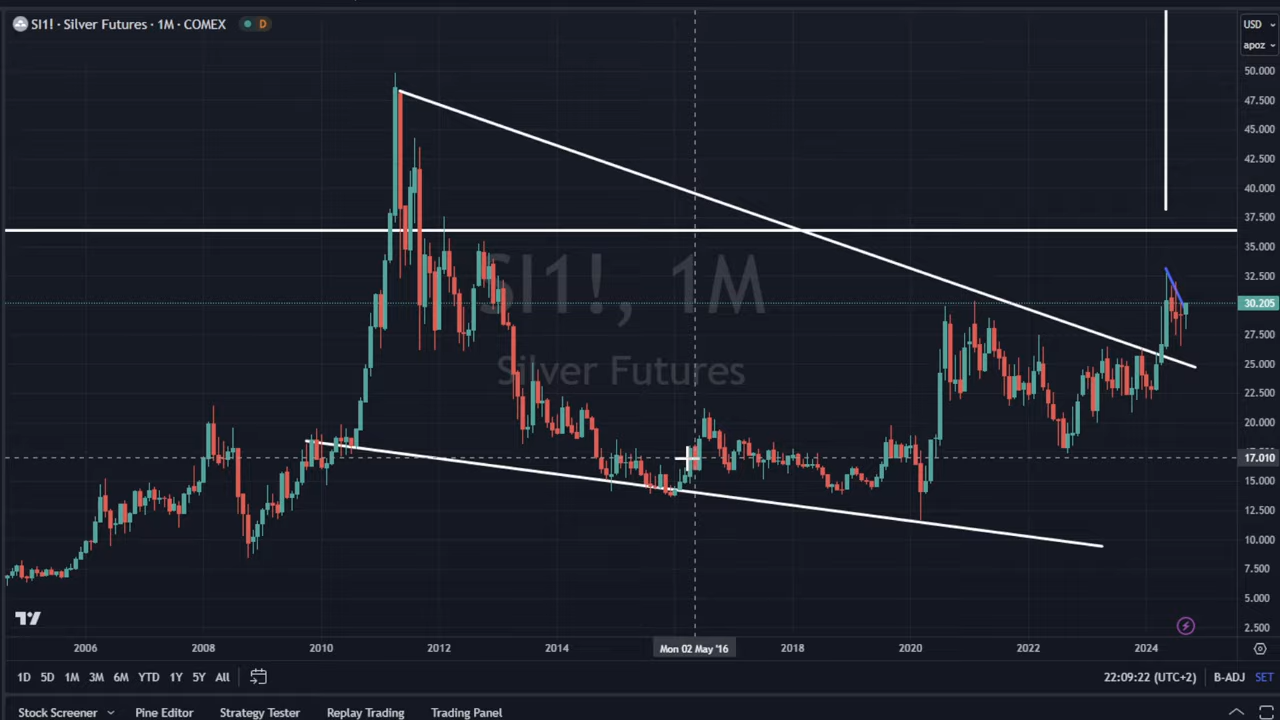 SI1! · Silver Futures · 1M · COMEX
D
USD
apoz
50.000
47.500
45.000
42.500
40.000
37.500
35.000
32.500
30.205
27.500
25.000
22.500
20.000
17.010
15.000
12.500
10.000
7.500
5.000
2.500
SI1!, 1M
Silver Futures
2006
2008
2010
2012
2014
Mon 02 May '16
2018
2020
2022
2024
1D 5D 1M 3M 6M YTD 1Y 5Y All
22:09:22 (UTC+2) B-ADJ SET
Stock Screener Pine Editor Strategy Tester Replay Trading Trading Panel